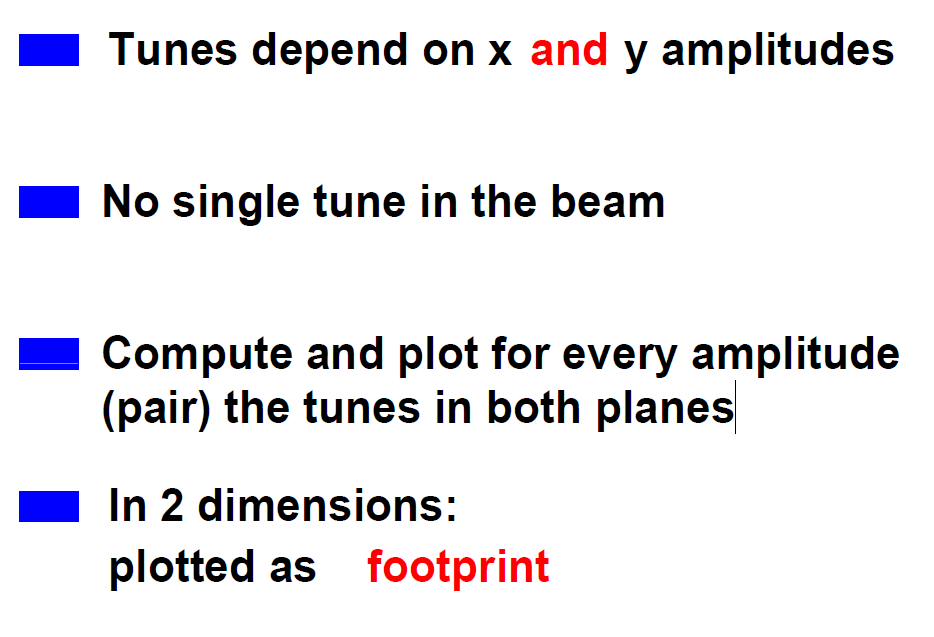 Tunes depend on x and y amplitudes
No single tune in the beam
Compute and plot for every amplitude
(pair) the tunes in both planes
In 2 dimensions:
plotted as footprint